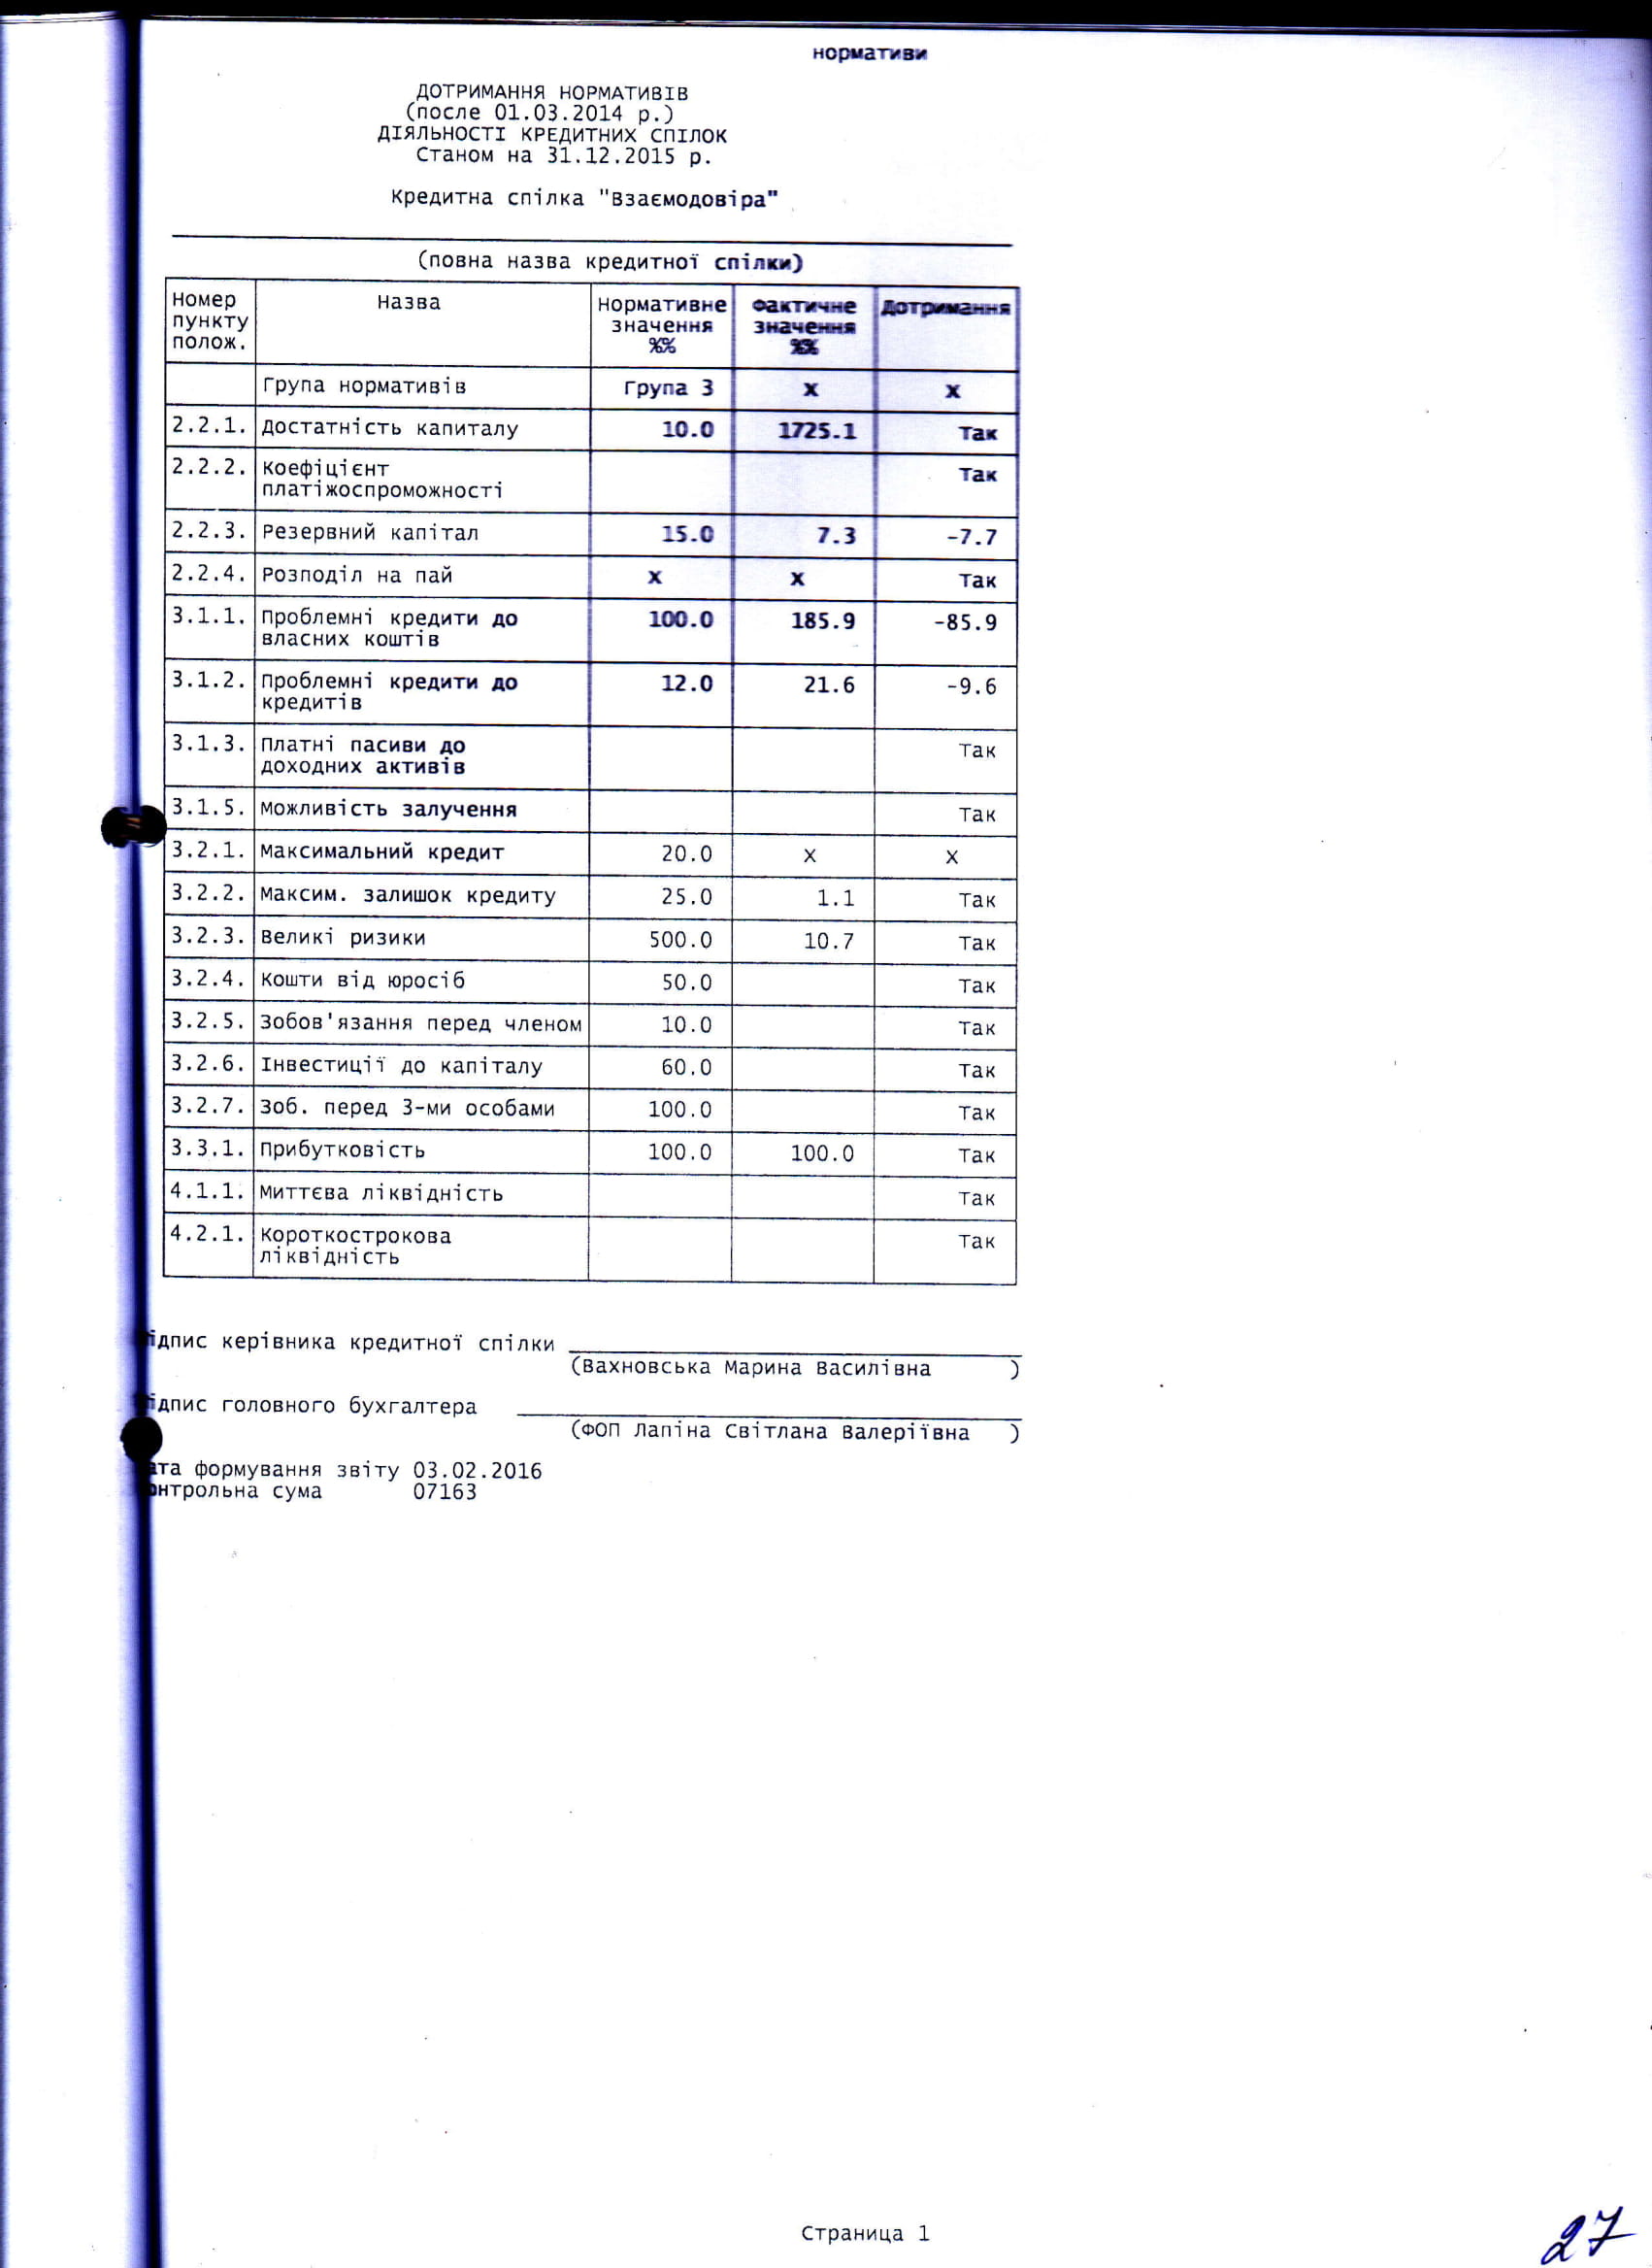 нормативи
ДОТРИМАННЯ НОРМАТИВІВ
(после 01.03.2014 р.)
ДІЯЛЬНОСТІ КРЕДИТНИХ СПІЛОК
Станом на 31.12.2015 р.
Кредитна спілка "Взаємодовіра"
(повна назва кредитної спілки)
Номер пункту полож. Назва Нормативне значення %% Фактичне значення %% Дотримання
Група нормативів Група 3 X X
2.2.1. Достатність капиталу 10.0 1725.1 Так
2.2.2. Коефіцієнт платіжоспроможності Так
2.2.3. Резервний капітал 15.0 7.3 -7.7
2.2.4. Розподіл на пай X X Так
3.1.1. Проблемні кредити до власних коштів 100.0 185.9 -85.9
3.1.2. Проблемні кредити до кредитів 12.0 21.6 -9.6
3.1.3. Платні пасиви до доходних активів Так
3.1.5. Можливість залучення Так
3.2.1. Максимальний кредит 20.0 X X
3.2.2. Максим. залишок кредиту 25.0 1.1 Так
3.2.3. Великі ризики 500.0 10.7 Так
3.2.4. Кошти від юросіб 50.0 Так
3.2.5. Зобов'язання перед членом 10.0 Так
3.2.6. Інвестиції до капіталу 60.0 Так
3.2.7. Зоб. перед 3-ми особами 100.0 Так
3.3.1. Прибутковість 100.0 100.0 Так
4.1.1. Миттєва ліквідність Так
4.2.1. Короткострокова ліквідність Так
ідпис керівника кредитної спілки
(Вахновська Марина Василівна )
ідпис головного бухгалтера
(ФОП Лапіна Світлана Валеріївна )
ата формування звіту 03.02.2016
онтрольна сума 07163
Страница 1
27